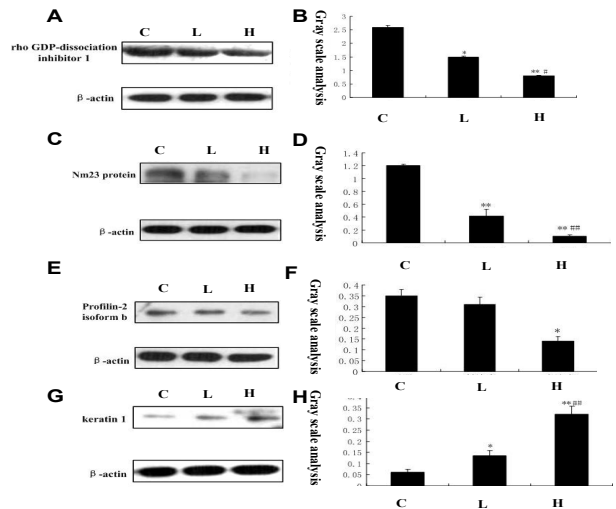 A
C L H
rho GDP-dissociation
inhibitor 1
β-actin
B
Gray scale analysis
3
2.5
2
1.5
1
0.5
0
*
** #
C L H
C
C L H
Nm23 protein
β-actin
D
Gray scale analysis
1.4
1.2
1
0.8
0.6
0.4
0.2
0
**
** ##
C L H
E
C L H
Profilin-2
isoform b
β-actin
F
Gray scale analysis
0.4
0.35
0.3
0.25
0.2
0.15
0.1
0.05
0
*
C L H
G
C L H
keratin 1
β-actin
H
Gray scale analysis
0.4
0.35
0.3
0.25
0.2
0.15
0.1
0.05
0
*
**##
C L H